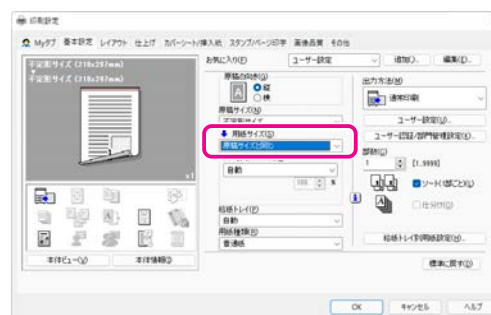 印刷設定
Myタブ 基本設定 レイアウト 仕上げ カバーシート/挿入紙 スタンプ/ページ印字 画像品質 その他
不定形サイズ (218x297mm)
不定形サイズ (218x297mm)
x1
本体ビュー(V)
本体情報
お気に入り(F)
ユーザー設定
追加(
編集(
原稿の向き
縦
横
原稿サイズ
用紙サイズ(S)
原稿サイズと同じ
自動
100
%
給紙トレイ(P)
自動
用紙種類(R)
普通紙
出力方法(M)
通常印刷
ユーザー設定(U)...
ユーザー認証/部門管理設定(K)...
部数(C)
1
[1..9999]
ソート(1部ごと)(L)
仕分け(O)
給紙トレイ別用紙設定(H)...
標準に戻す(D)
OK
キャンセル
ヘルプ